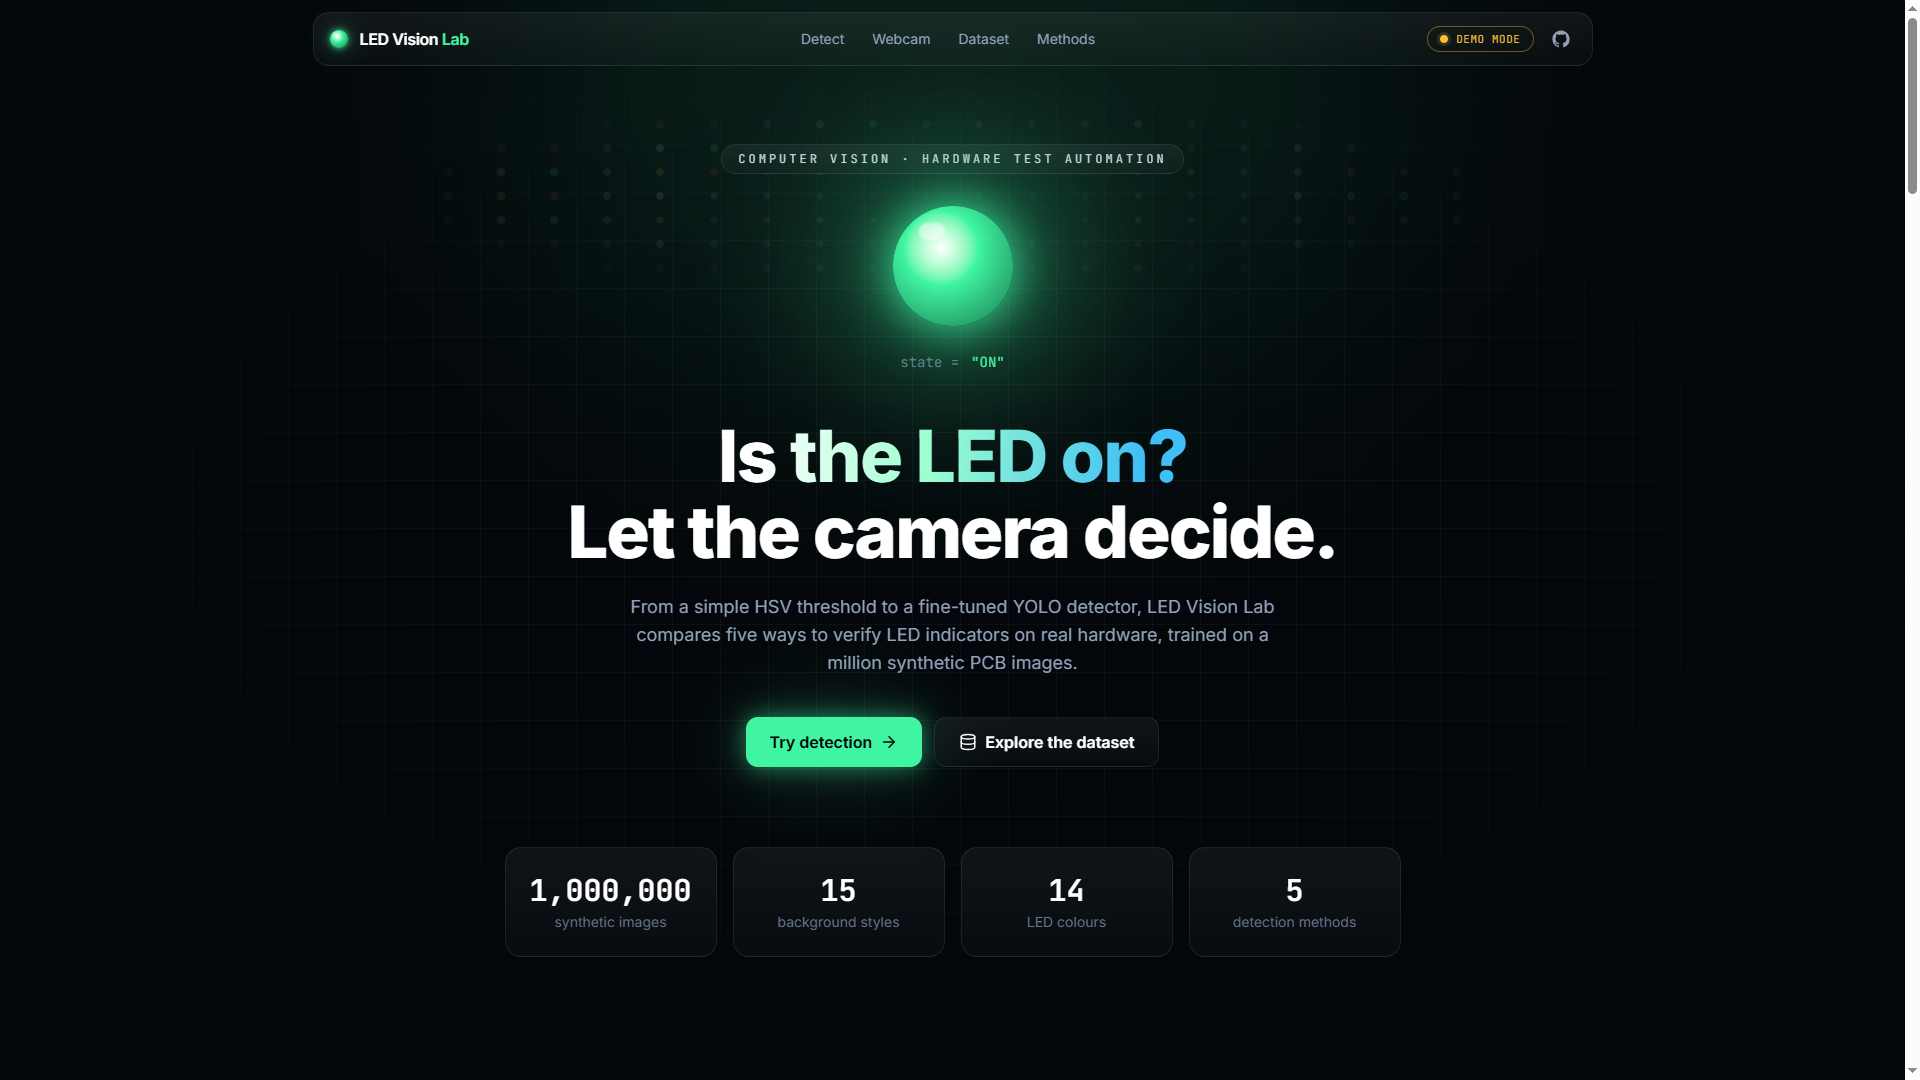 LED Vision Lab
Detect
Webcam
Dataset
Methods
DEMO MODE
COMPUTER VISION · HARDWARE TEST AUTOMATION
state = "ON"
Is the LED on?
Let the camera decide.
From a simple HSV threshold to a fine-tuned YOLO detector, LED Vision Lab
compares five ways to verify LED indicators on real hardware, trained on a
million synthetic PCB images.
Try detection
Explore the dataset
1,000,000
synthetic images
15
background styles
14
LED colours
5
detection methods